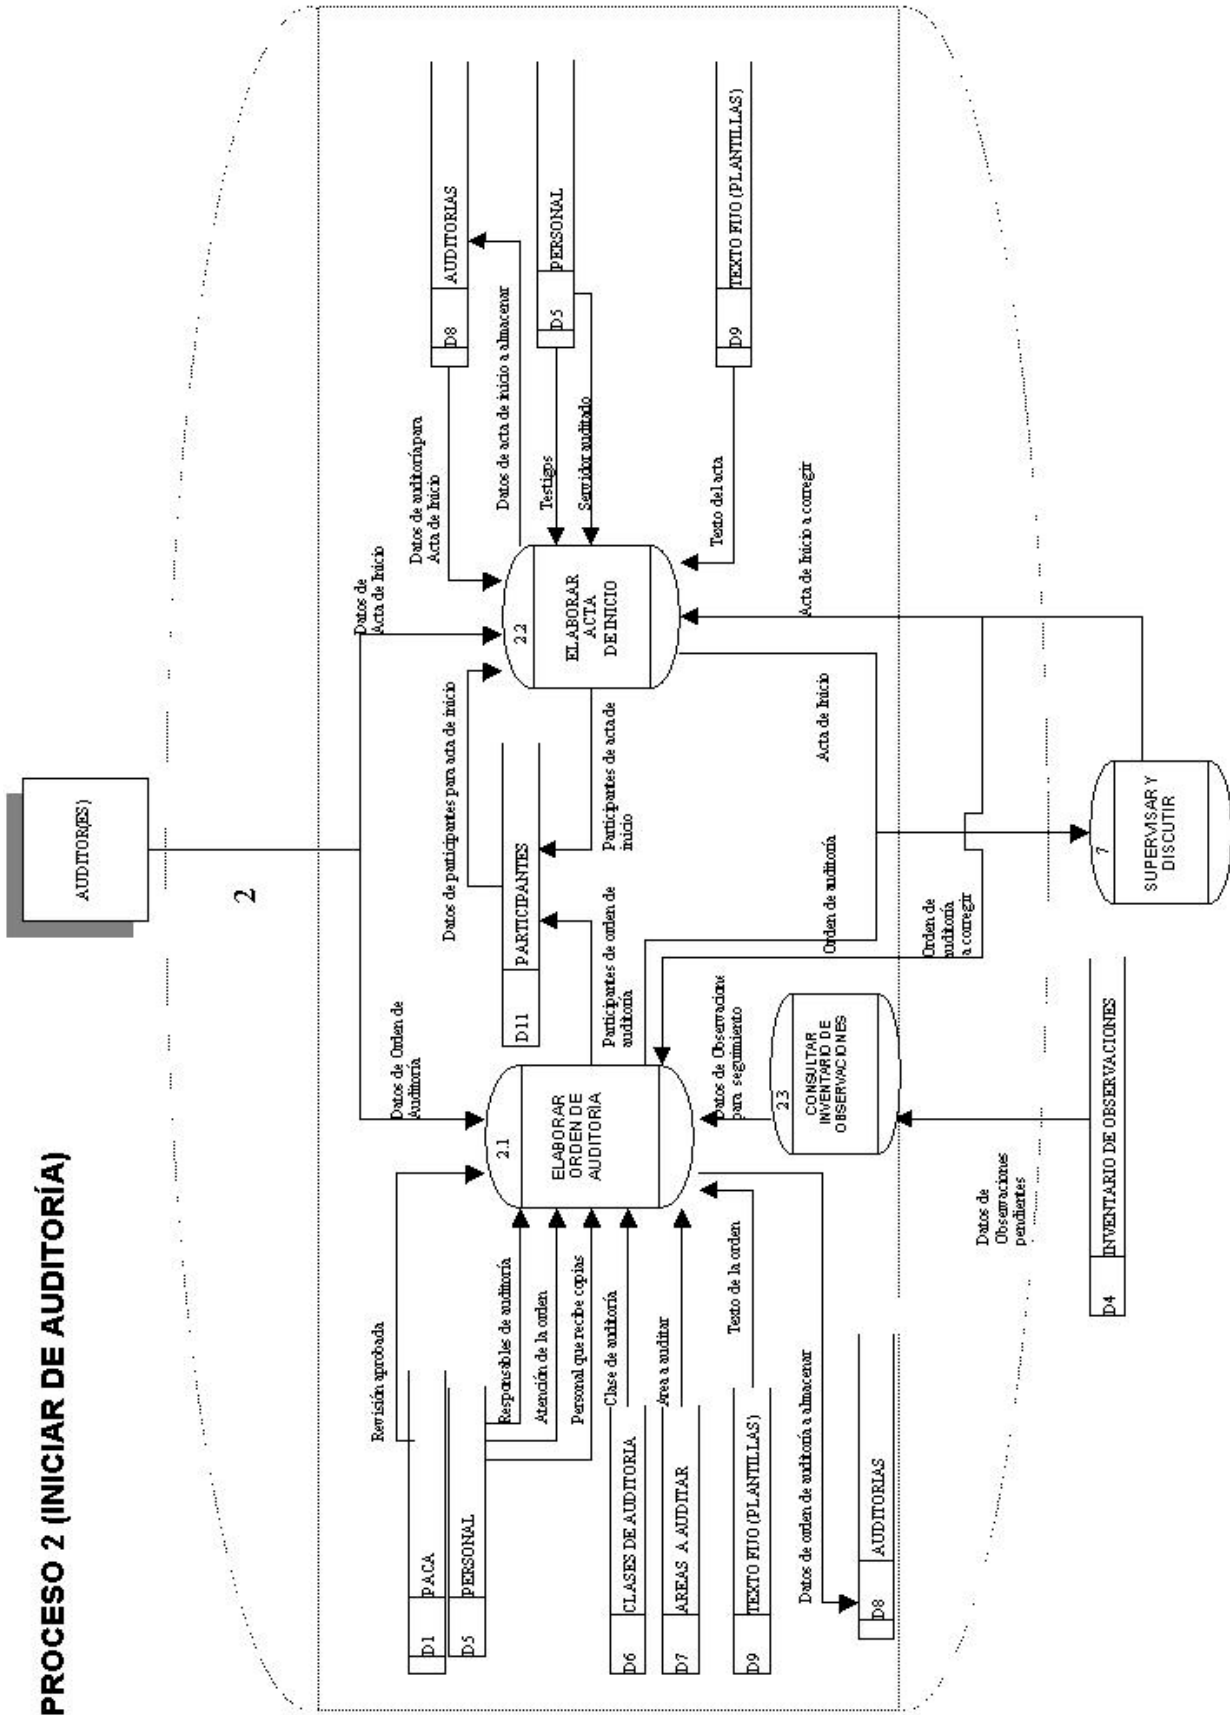 PROCESO 2 (INICIAR DE AUDITORÍA)
AUDITOR(ES)
2
Datos de Orden de
Auditoría
Datos de
Acta de Inicio
Revisión aprobada
D1 PACA
D5 PERSONAL
Responsables de auditoría
Atención de la orden
Personal que recibe copias
D6 CLASES DE AUDITORIA
Clase de auditoría
D7 AREAS A AUDITAR
Area a auditar
D9 TEXTO FIJO (PLANTILLAS)
Texto de la orden
Datos de orden de auditoría a almacenar
D8 AUDITORIAS
2.1
ELABORAR
ORDEN DE
AUDITORIA
Datos de Observacione
para seguimiento
2.3
CONSULTAR
INVENTARIO DE
OBSERVACIONES
Datos de
Observaciones
pendientes
D4 INVENTARIO DE OBSERVACIONES
D11 PARTICIPANTES
Datos de participantes para acta de inicio
Participantes de orden de
auditoría
Participantes de acta de
inicio
Orden de auditoría
Orden de
auditoría
a corregir
Acta de Inicio
2.2
ELABORAR
ACTA
DE INICIO
Datos de auditoría para
Acta de Inicio
D8 AUDITORIAS
Datos de acta de inicio a almacenar
D5 PERSONAL
Testigos
Servidor auditado
D9 TEXTO FIJO (PLANTILLAS)
Texto del acta
Acta de Inicio a corregir
7
SUPERVISAR Y
DISCUTIR